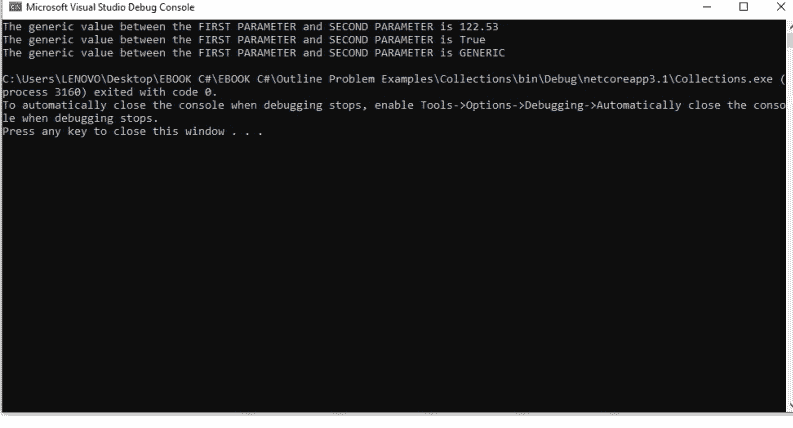 Microsoft Visual Studio Debug Console
The generic value between the FIRST PARAMETER and SECOND PARAMETER is 122.53
The generic value between the FIRST PARAMETER and SECOND PARAMETER is True
The generic value between the FIRST PARAMETER and SECOND PARAMETER is GENERIC
C:\Users\LENOVO\Desktop\EBOOK C#\EBOOK C#\Outline Problem Examples\Collections\bin\Debug\netcoreapp3.1\Collections.exe (
process 3160) exited with code 0.
To automatically close the console when debugging stops, enable Tools->Options->Debugging->Automatically close the conso
le when debugging stops.
Press any key to close this window . . .